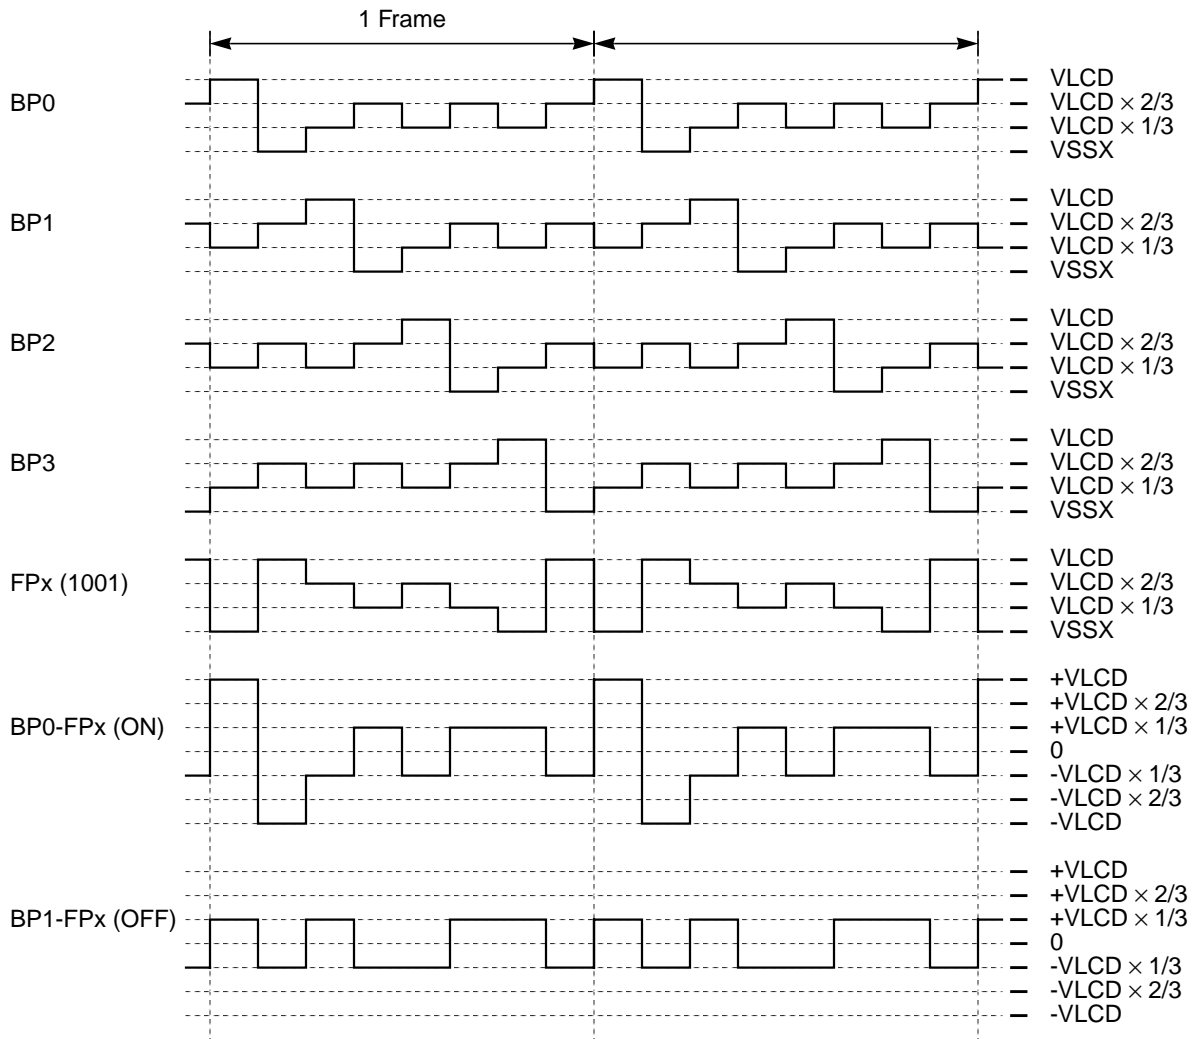 1 Frame
BP0
VLCD
VLCD × 2/3
VLCD × 1/3
VSSX
BP1
VLCD
VLCD × 2/3
VLCD × 1/3
VSSX
BP2
VLCD
VLCD × 2/3
VLCD × 1/3
VSSX
BP3
VLCD
VLCD × 2/3
VLCD × 1/3
VSSX
FPx (1001)
VLCD
VLCD × 2/3
VLCD × 1/3
VSSX
BP0-FPx (ON)
+VLCD
+VLCD × 2/3
+VLCD × 1/3
0
-VLCD × 1/3
-VLCD × 2/3
-VLCD
BP1-FPx (OFF)
+VLCD
+VLCD × 2/3
+VLCD × 1/3
0
-VLCD × 1/3
-VLCD × 2/3
-VLCD